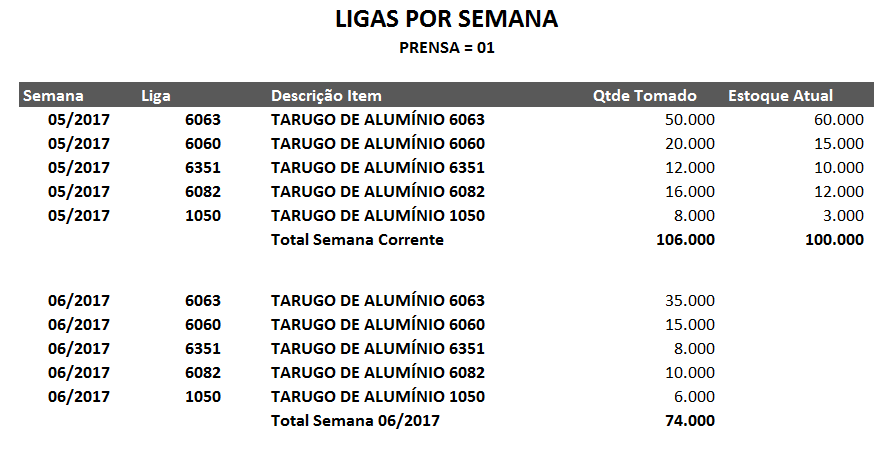 LIGAS POR SEMANA
PRENSA = 01
Semana Liga Descrição Item Qtde Tomado Estoque Atual
05/2017 6063 TARUGO DE ALUMÍNIO 6063 50.000 60.000
05/2017 6060 TARUGO DE ALUMÍNIO 6060 20.000 15.000
05/2017 6351 TARUGO DE ALUMÍNIO 6351 12.000 10.000
05/2017 6082 TARUGO DE ALUMÍNIO 6082 16.000 12.000
05/2017 1050 TARUGO DE ALUMÍNIO 1050 8.000 3.000
Total Semana Corrente 106.000 100.000
06/2017 6063 TARUGO DE ALUMÍNIO 6063 35.000
06/2017 6060 TARUGO DE ALUMÍNIO 6060 15.000
06/2017 6351 TARUGO DE ALUMÍNIO 6351 8.000
06/2017 6082 TARUGO DE ALUMÍNIO 6082 10.000
06/2017 1050 TARUGO DE ALUMÍNIO 1050 6.000
Total Semana 06/2017 74.000